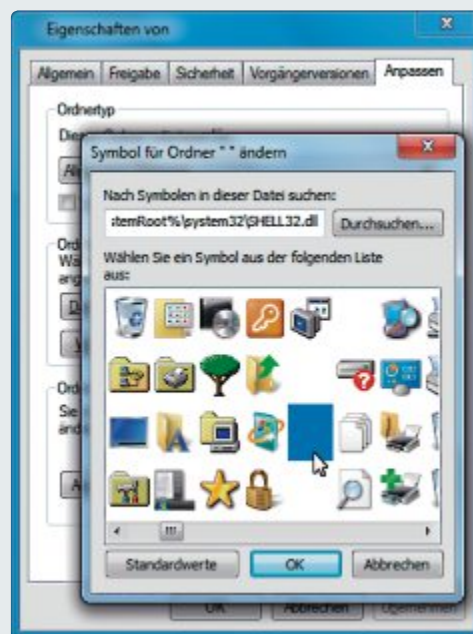 Eigenschaften von
Allgemein Freigabe Sicherheit Vorgängerversionen Anpassen
Ordnertyp
Symbol für Ordner " " ändern
Nach Symbolen in dieser Datei suchen:
temRoot%\system32\SHELL32.dll
Durchsuchen...
Wählen Sie ein Symbol aus der folgenden Liste
aus:
Standardwerte OK Abbrechen
OK Abbrechen Übernehmen